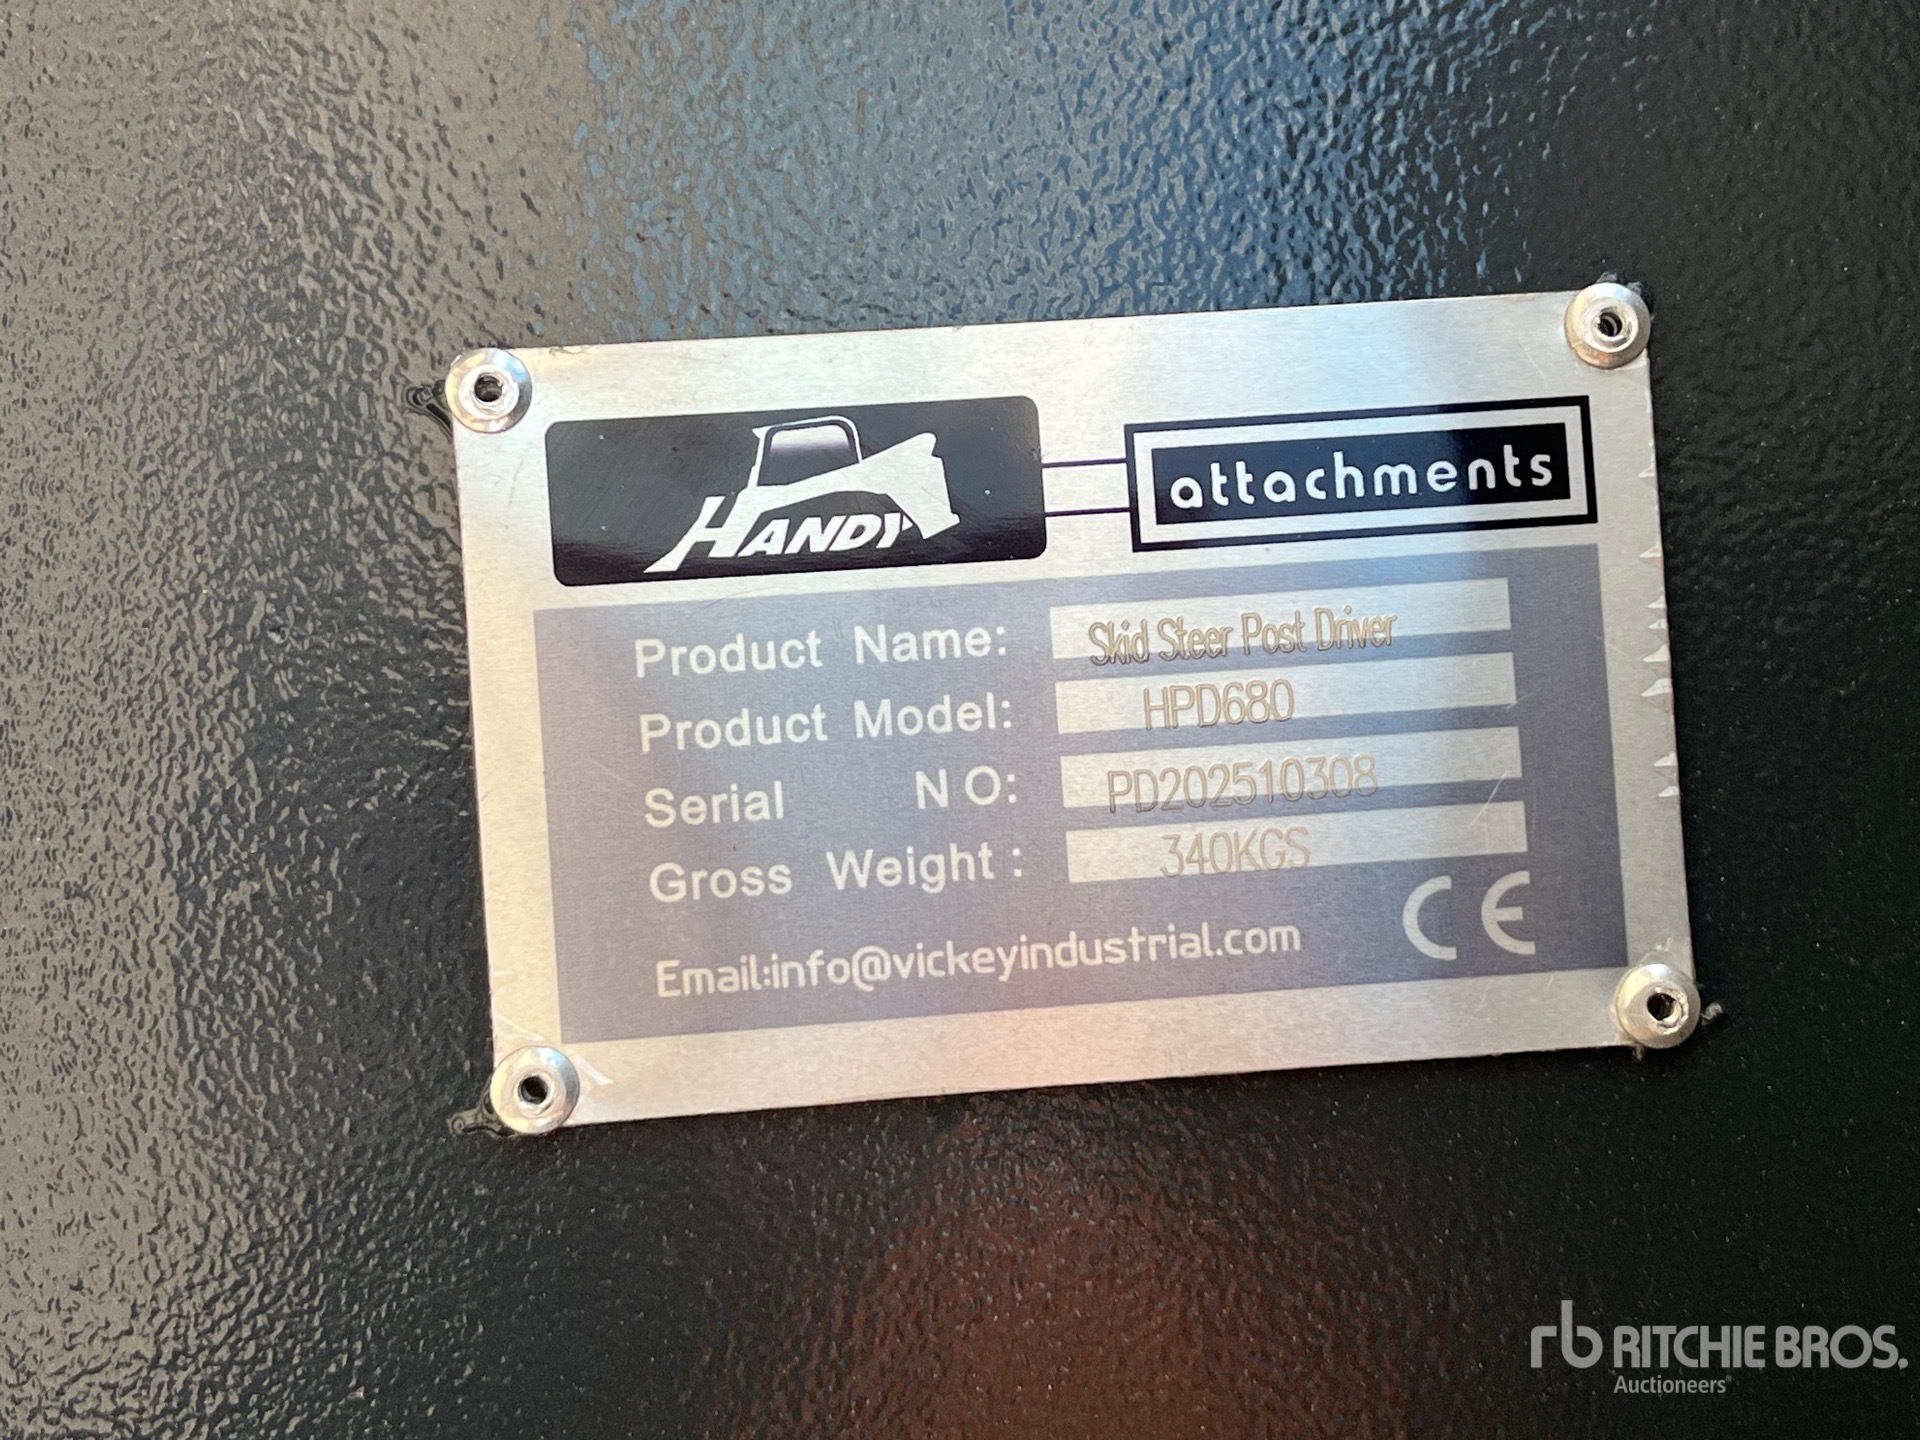 HANDY
attachments
Product Name: Skid Steer Post Driver
Product Model: HPD680
Serial N O: PD202510308
Gross Weight : 340KGS
Email:info@vickeyindustrial.com
CE
rb RITCHIE BROS.
Auctioneers